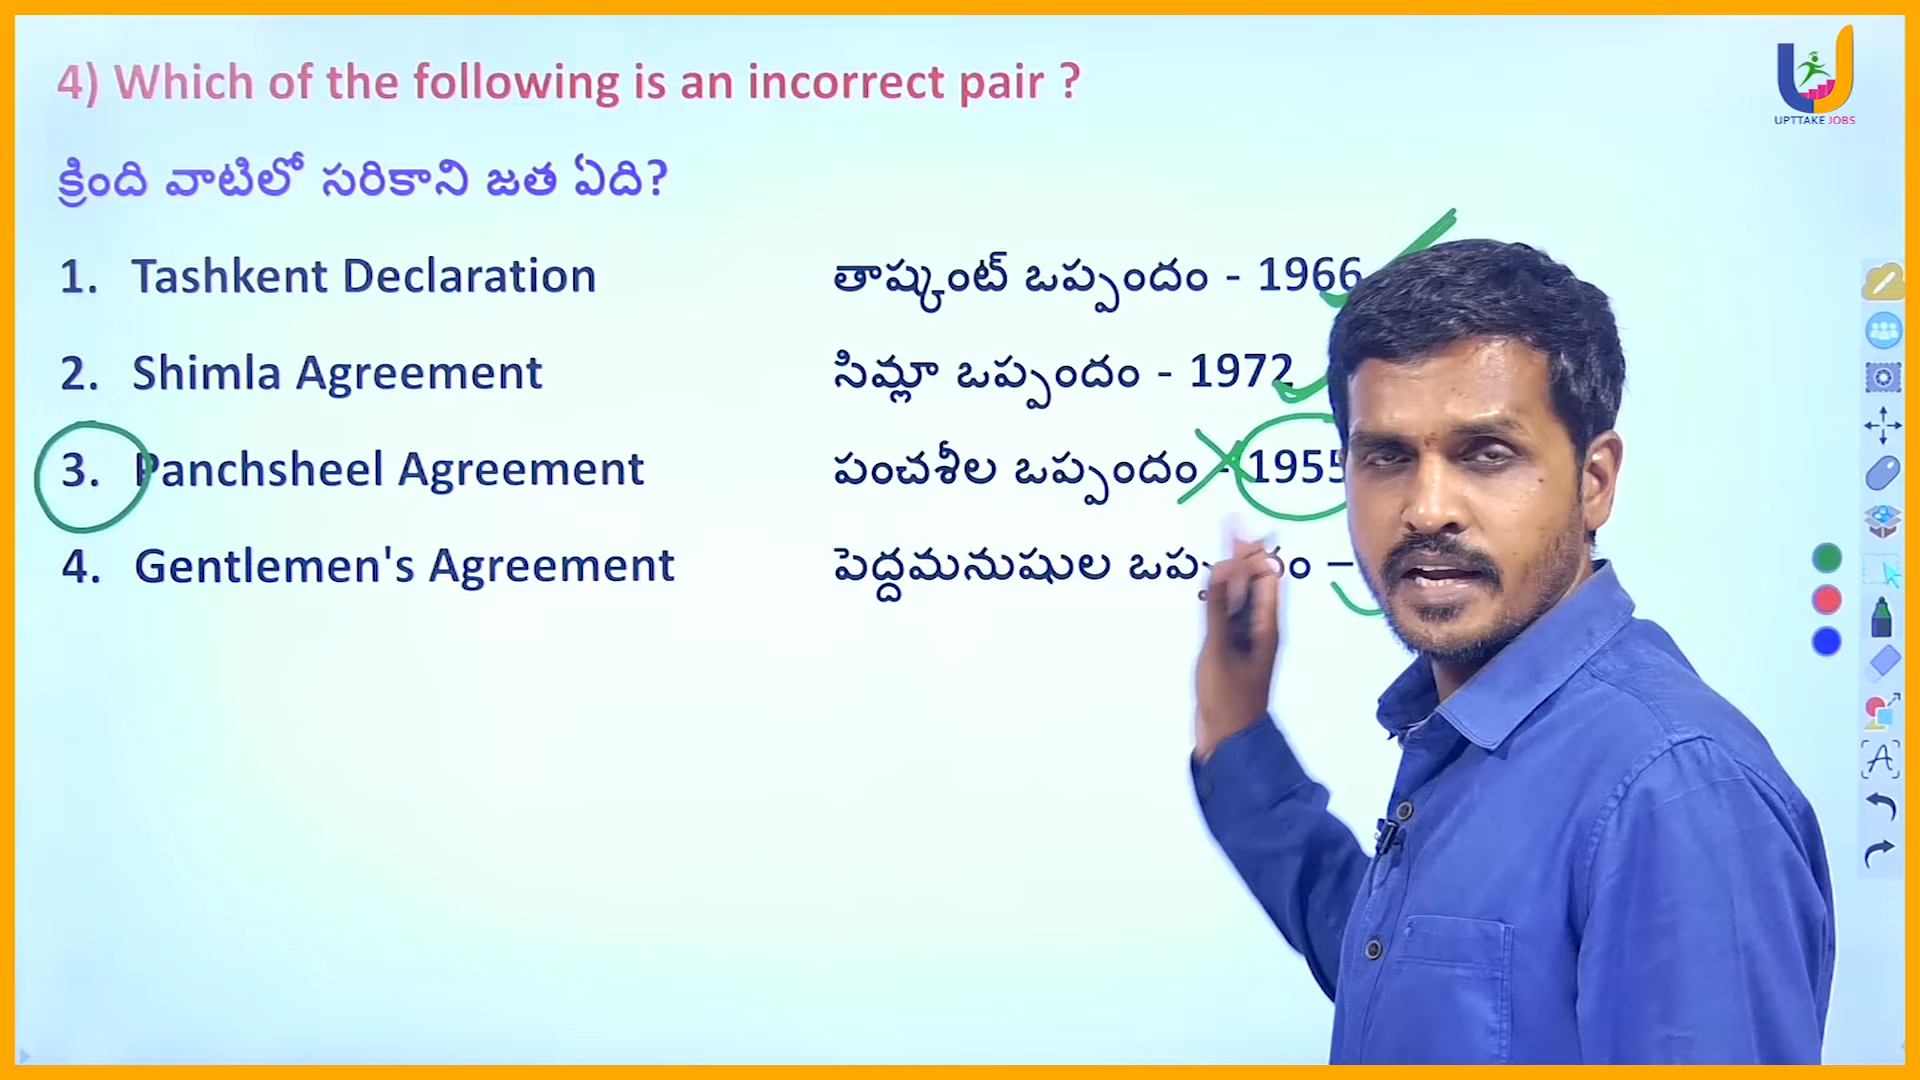 4) Which of the following is an incorrect pair ?
UPTTAKE JOBS
క్రింది వాటిలో సరికాని జత ఏది?
1. Tashkent Declaration తాష్కంట్ ఒప్పందం - 1966
2. Shimla Agreement సిమ్లా ఒప్పందం - 1972
3. Panchsheel Agreement పంచశీల ఒప్పందం - 1955
4. Gentlemen's Agreement పెద్దమనుషుల –